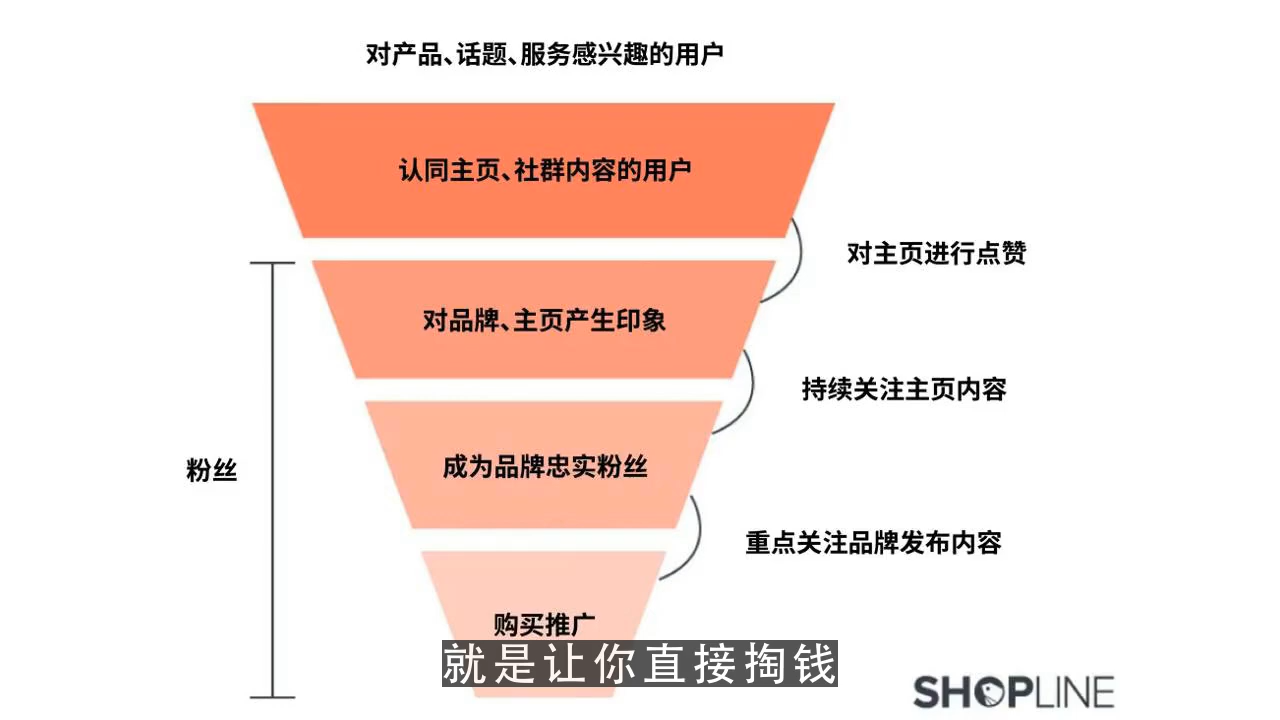 对产品、话题、服务感兴趣的用户
认同主页、社群内容的用户
对主页进行点赞
对品牌、主页产生印象
持续关注主页内容
粉丝
成为品牌忠实粉丝
重点关注品牌发布内容
购买推广
就是让你直接掏钱
SHOPLINE